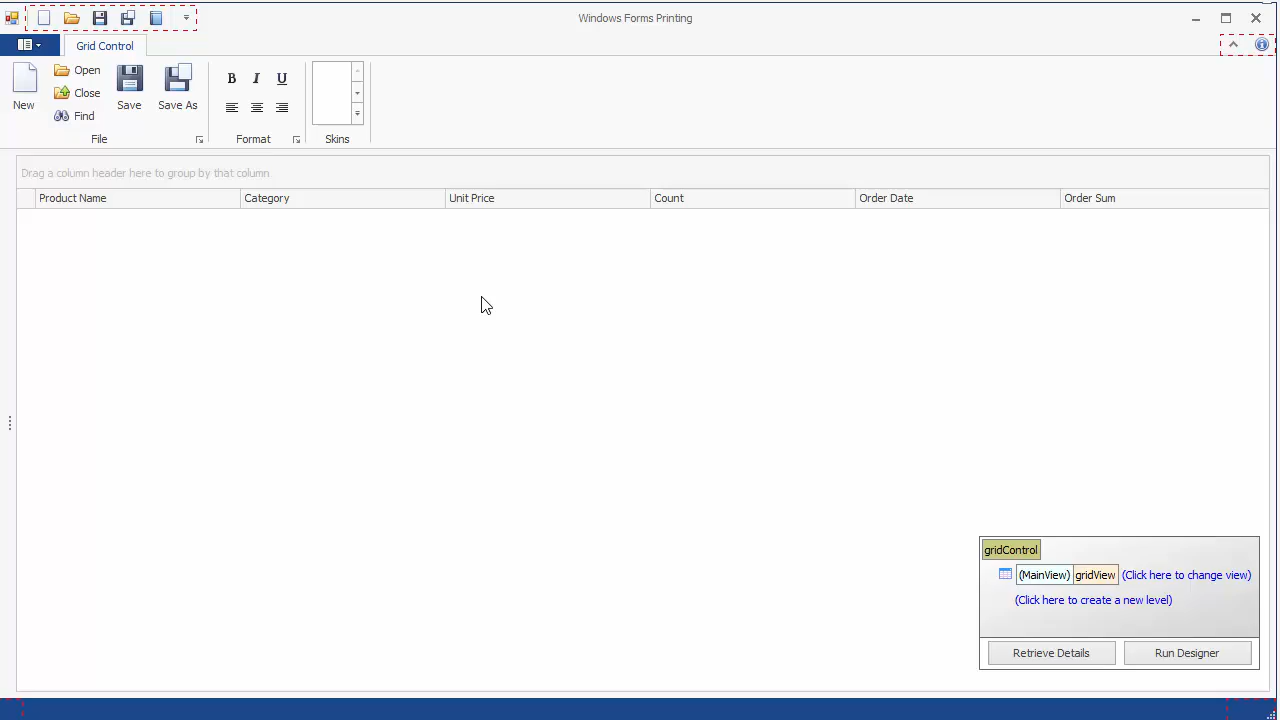 Windows Forms Printing
Grid Control
New
Open
Close
Find
Save
Save As
File
B I U
Format
Skins
Drag a column header here to group by that column
Product Name Category Unit Price Count Order Date Order Sum
gridControl
(MainView) gridView (Click here to change view)
(Click here to create a new level)
Retrieve Details Run Designer